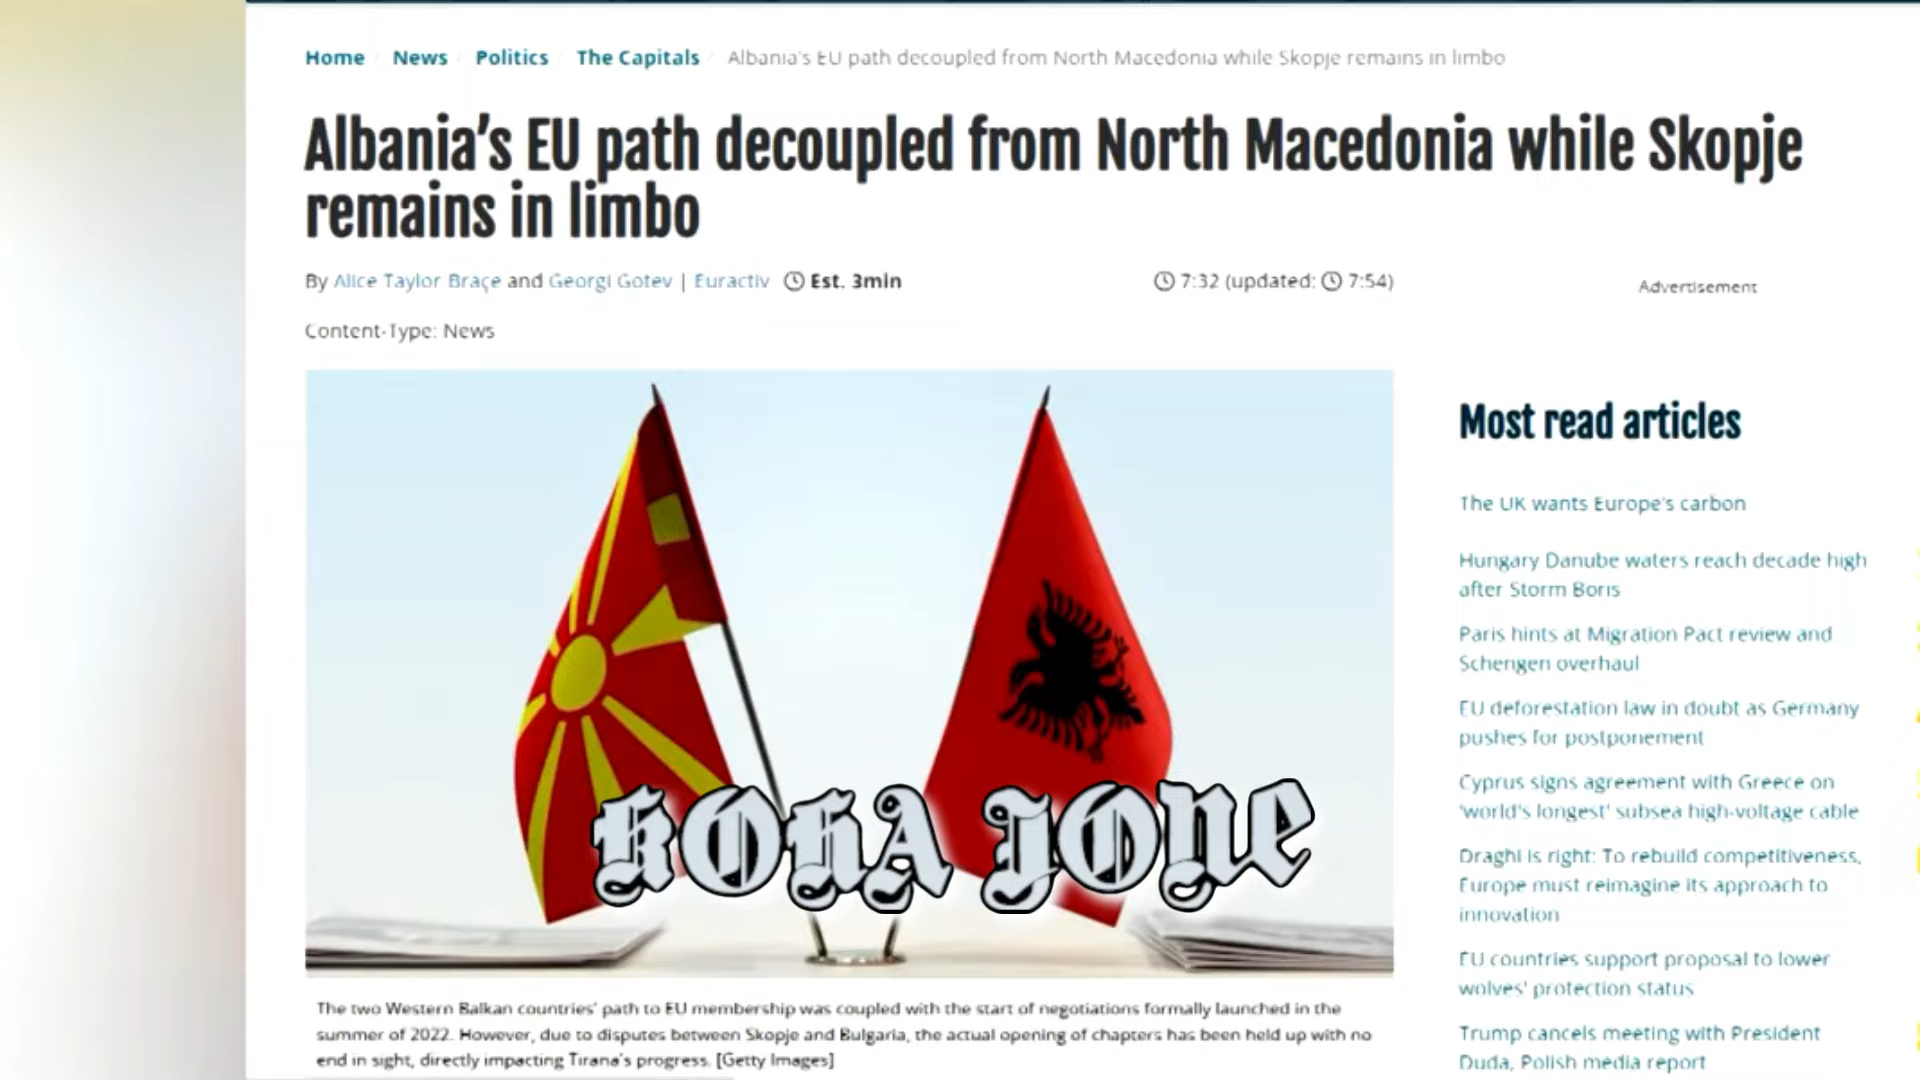 Home News Politics The Capitals Albania's EU path decoupled from North Macedonia while Skopje remains in limbo
Albania's EU path decoupled from North Macedonia while Skopje
remains in limbo
By Alice Taylor Braçe and Georgi Gotev | Euractiv Est. 3min 7:32 (updated: 7:54)
Advertisement
Content-Type: News
KOHA JONE
The two Western Balkan countries' path to EU membership was coupled with the start of negotiations formally launched in the
summer of 2022. However, due to disputes between Skopje and Bulgaria, the actual opening of chapters has been held up with no
end in sight, directly impacting Tirana's progress. [Getty Images]
Most read articles
The UK wants Europe's carbon
Hungary Danube waters reach decade high
after Storm Boris
Paris hints at Migration Pact review and
Schengen overhaul
EU deforestation law in doubt as Germany
pushes for postponement
Cyprus signs agreement with Greece on
'world's longest' subsea high-voltage cable
Draghi is right: To rebuild competitiveness,
Europe must reimagine its approach to
innovation
EU countries support proposal to lower
wolves' protection status
Trump cancels meeting with President
Duda, Polish media report